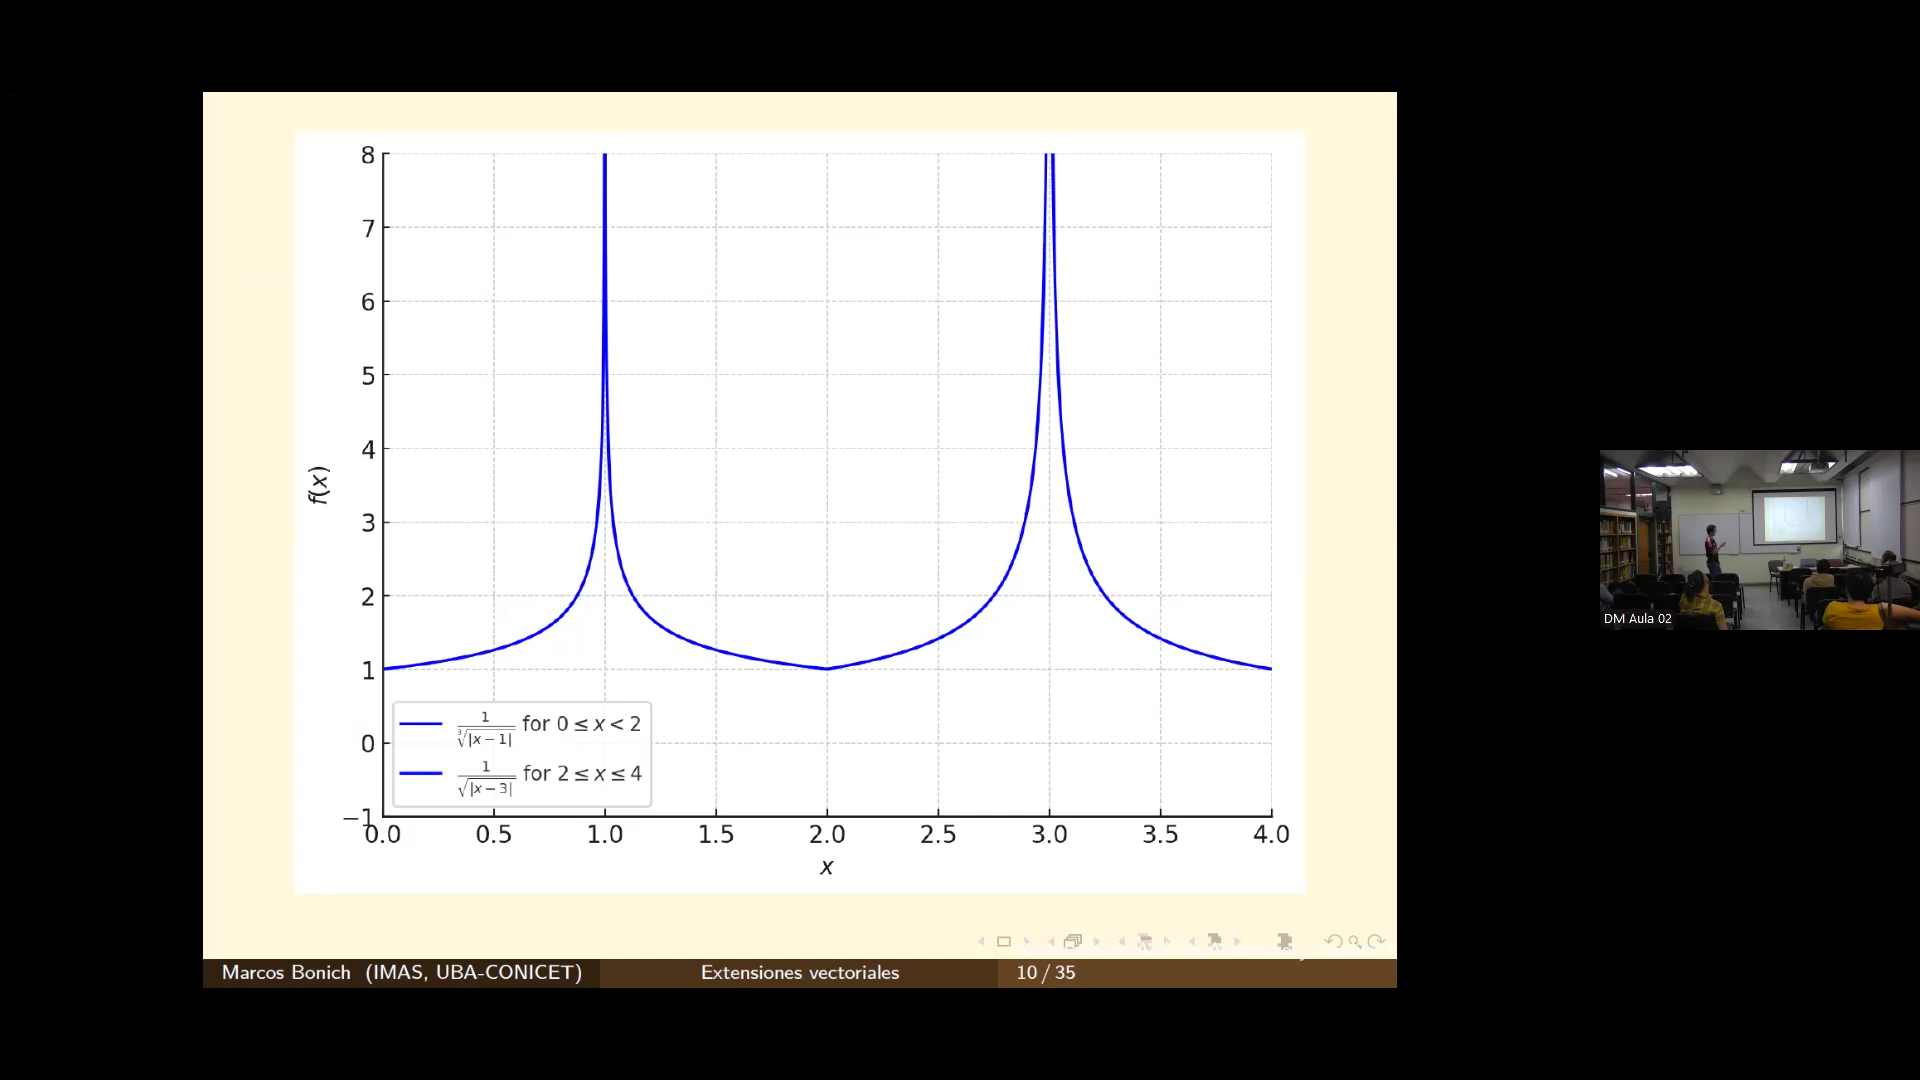 8
7
6
5
4
3
2
1
0
−1
f(x)
1/∛|x−1| for 0 ≤ x < 2
1/√|x−3| for 2 ≤ x ≤ 4
0.0 0.5 1.0 1.5 2.0 2.5 3.0 3.5 4.0
x
Marcos Bonich (IMAS, UBA-CONICET) Extensiones vectoriales 10 / 35
DM Aula 02